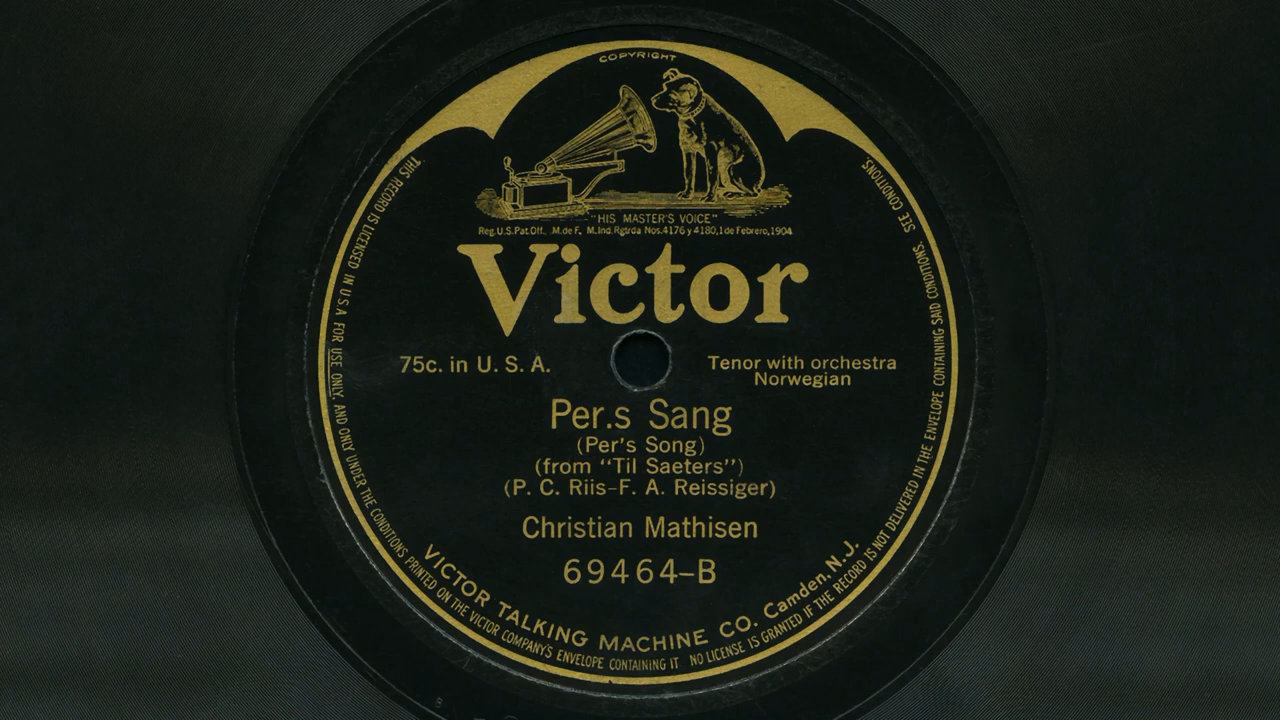 COPYRIGHT
"HIS MASTER'S VOICE"
Reg.U.S.Pat.Off. .M.de F. M.Ind.Rgtrda Nos.4176 y 4180,1 de Febrero,1904
Victor
75c. in U. S. A.
Tenor with orchestra
Norwegian
Per.s Sang
(Per's Song)
(from "Til Saeters")
(P. C. Riis–F. A. Reissiger)
Christian Mathisen
69464–B
VICTOR TALKING MACHINE CO. Camden, N.J.
THIS RECORD IS LICENSED IN U.S.A. FOR USE ONLY, AND ONLY UNDER THE CONDITIONS PRINTED ON THE VICTOR COMPANY'S ENVELOPE CONTAINING IT NO LICENSE IS GRANTED IF THE RECORD IS NOT DELIVERED IN THE ENVELOPE CONTAINING SAID CONDITIONS. SEE CONDITIONS.